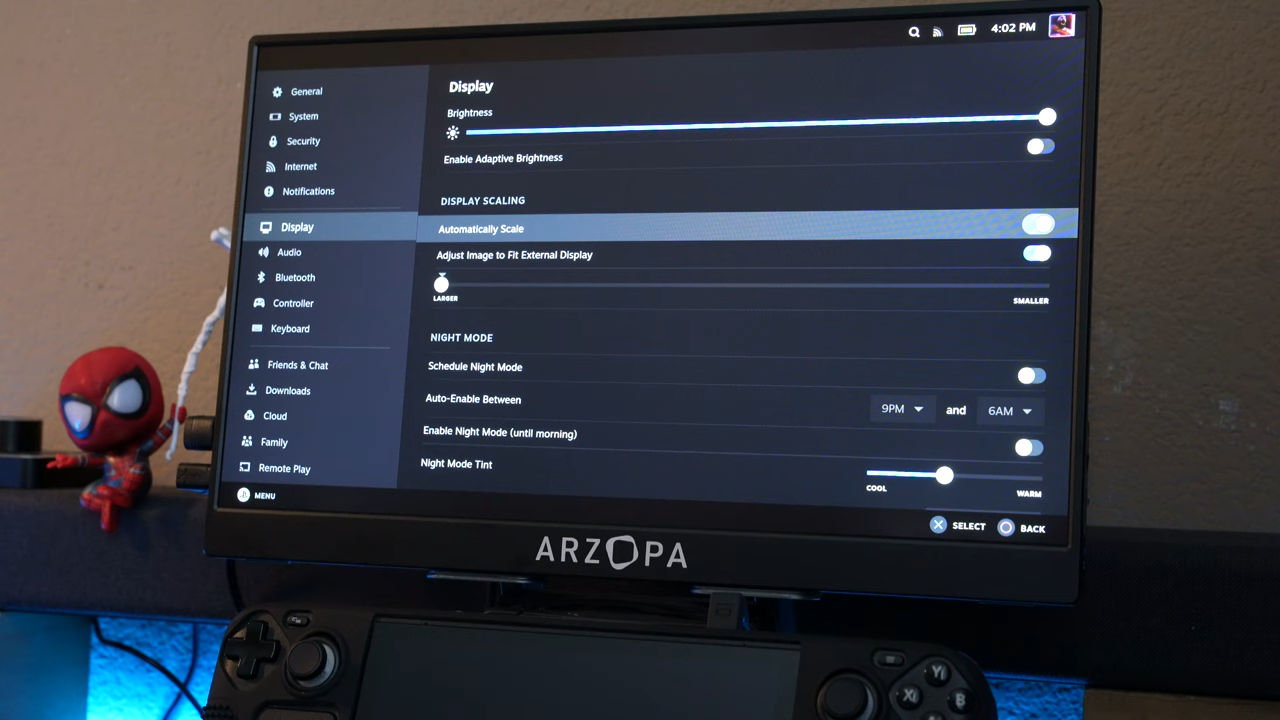 4:02 PM
General
System
Security
Internet
Notifications
Display
Audio
Bluetooth
Controller
Keyboard
Friends & Chat
Downloads
Cloud
Family
Remote Play
MENU
Display
Brightness
Enable Adaptive Brightness
DISPLAY SCALING
Automatically Scale
Adjust Image to Fit External Display
LARGER SMALLER
NIGHT MODE
Schedule Night Mode
Auto-Enable Between 9PM and 6AM
Enable Night Mode (until morning)
Night Mode Tint
COOL WARM
X SELECT BACK
ARZOPA
Y
X B